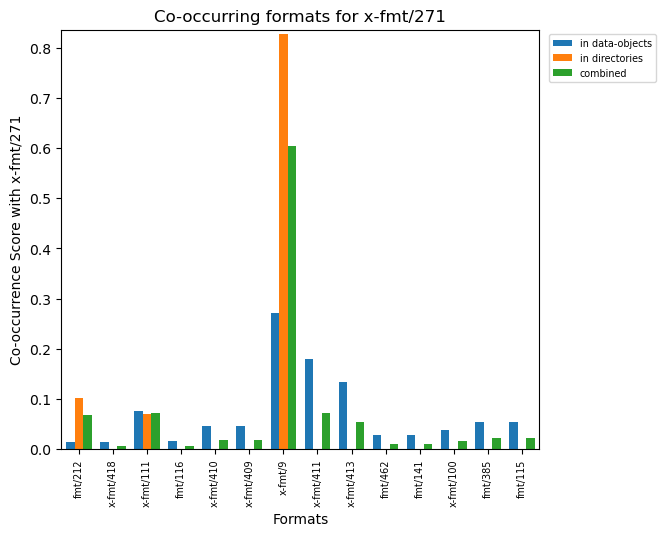 Co-occurring formats for x-fmt/271
in data-objects
in directories
combined
Co-occurrence Score with x-fmt/271
0.8
0.7
0.6
0.5
0.4
0.3
0.2
0.1
0.0
fmt/212
x-fmt/418
x-fmt/111
fmt/116
x-fmt/410
x-fmt/409
x-fmt/9
x-fmt/411
x-fmt/413
fmt/462
fmt/141
x-fmt/100
fmt/385
fmt/115
Formats